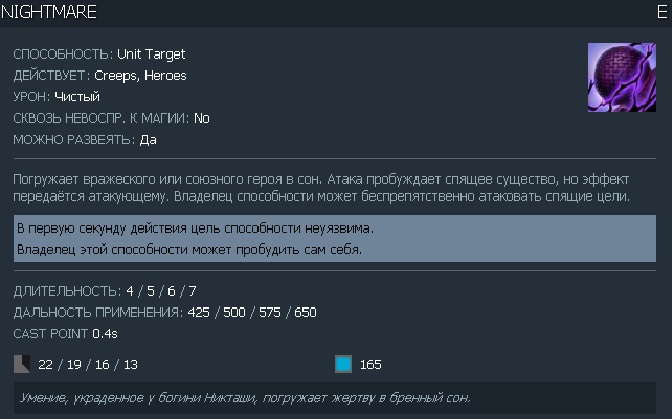 NIGHTMARE E
СПОСОБНОСТЬ: Unit Target
ДЕЙСТВУЕТ: Creeps, Heroes
УРОН: Чистый
СКВОЗЬ НЕВОСПР. К МАГИИ: No
МОЖНО РАЗВЕЯТЬ: Да
Погружает вражеского или союзного героя в сон. Атака пробуждает спящее существо, но эффект
передаётся атакующему. Владелец способности может беспрепятственно атаковать спящие цели.
В первую секунду действия цель способности неуязвима.
Владелец этой способности может пробудить сам себя.
ДЛИТЕЛЬНОСТЬ: 4 / 5 / 6 / 7
ДАЛЬНОСТЬ ПРИМЕНЕНИЯ: 425 / 500 / 575 / 650
CAST POINT 0.4s
22 / 19 / 16 / 13 165
Умение, украденное у богини Никташи, погружает жертву в бренный сон.